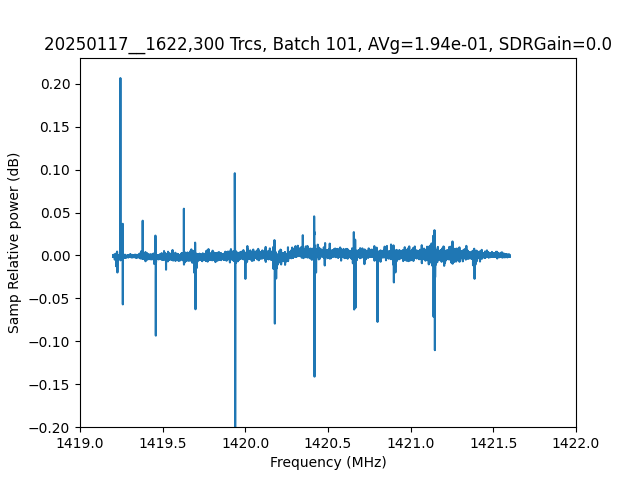 20250117__1622,300 Trcs, Batch 101, AVg=1.94e-01, SDRGain=0.0
Samp Relative power (dB)
0.20
0.15
0.10
0.05
0.00
−0.05
−0.10
−0.15
−0.20
1419.0 1419.5 1420.0 1420.5 1421.0 1421.5 1422.0
Frequency (MHz)